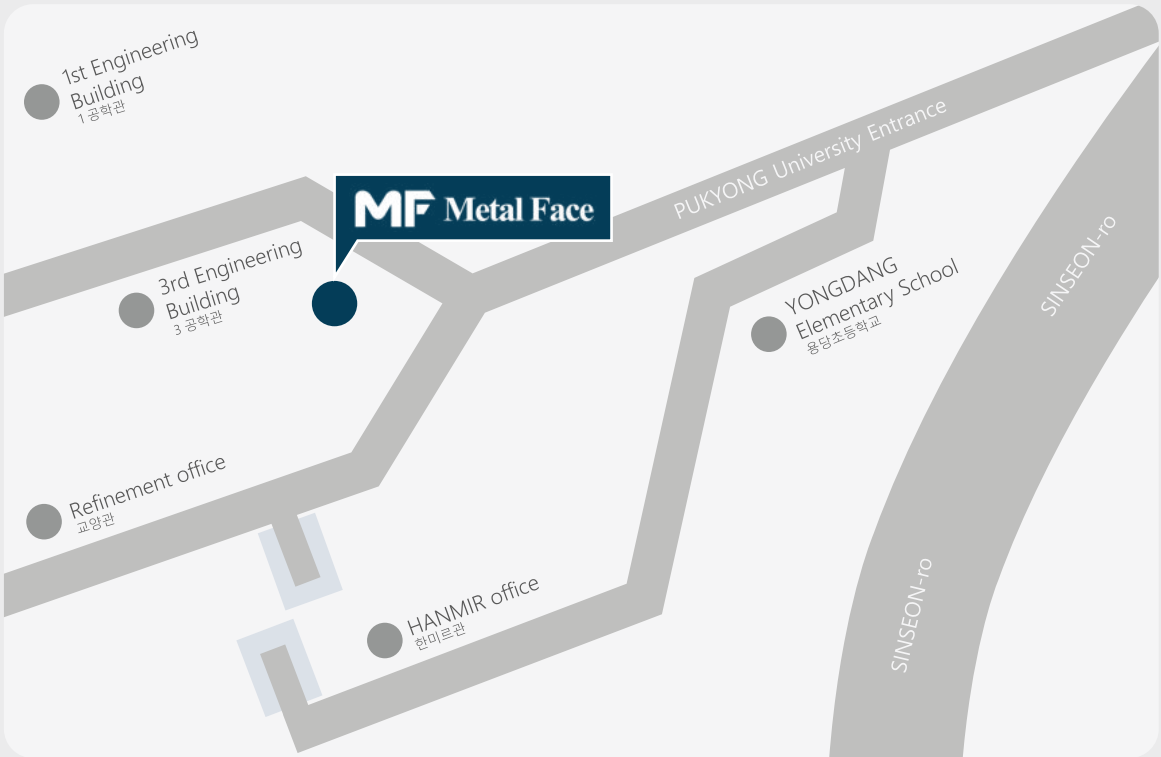 1st Engineering
Building
1 공학관
MF Metal Face
PUKYONG University Entrance
3rd Engineering
Building
3 공학관
YONGDANG
Elementary School
용당초등학교
SINSEON-ro
Refinement office
교양관
HANMIR office
한미르관
SINSEON-ro